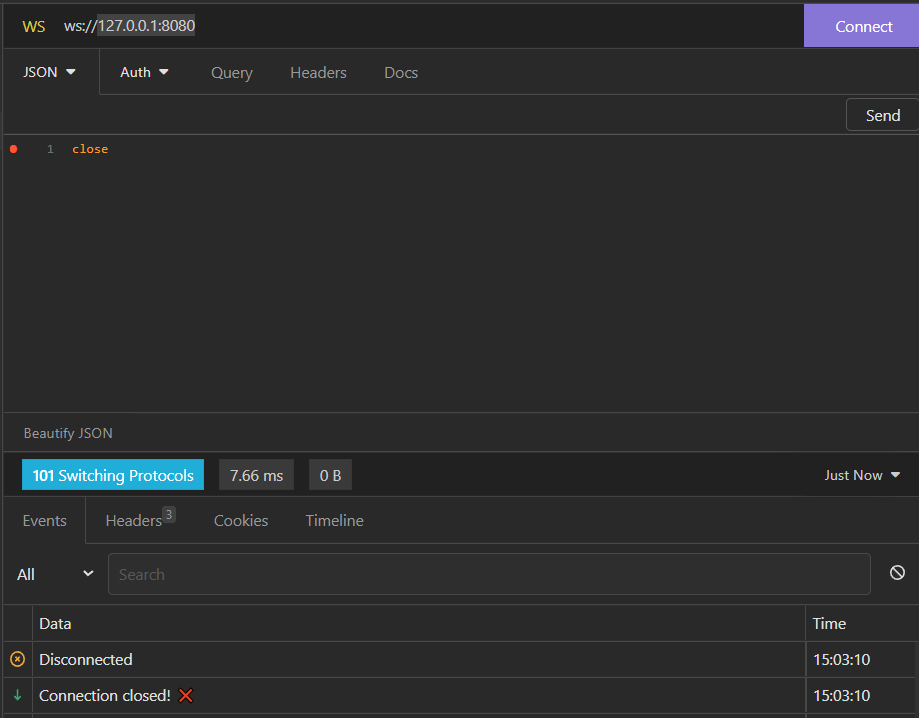 WS ws://127.0.0.1:8080 Connect
JSON Auth Query Headers Docs
Send
1 close
Beautify JSON
101 Switching Protocols 7.66 ms 0 B Just Now
Events Headers 3 Cookies Timeline
All Search
Data Time
Disconnected 15:03:10
Connection closed! ❌ 15:03:10